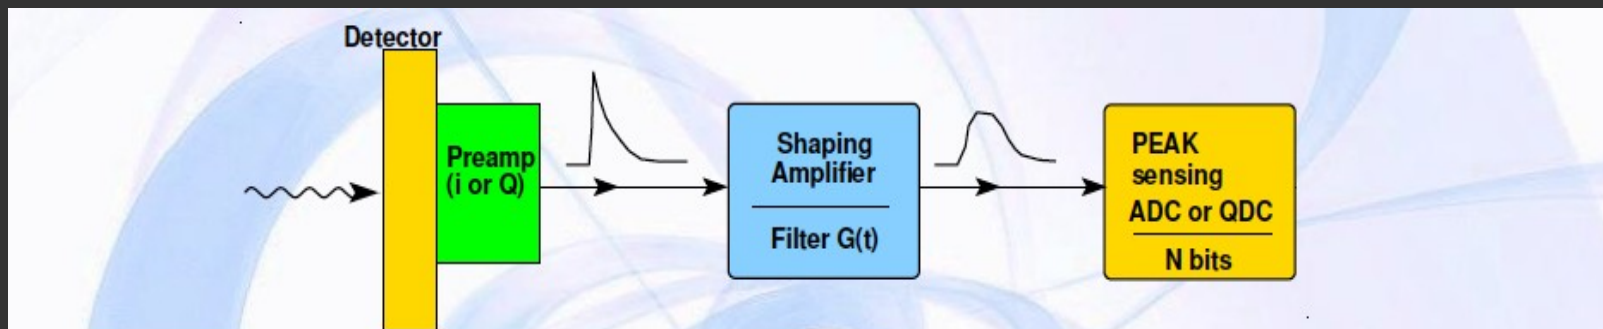 Detector
Preamp
(i or Q)
Shaping
Amplifier
Filter G(t)
PEAK
sensing
ADC or QDC
N bits